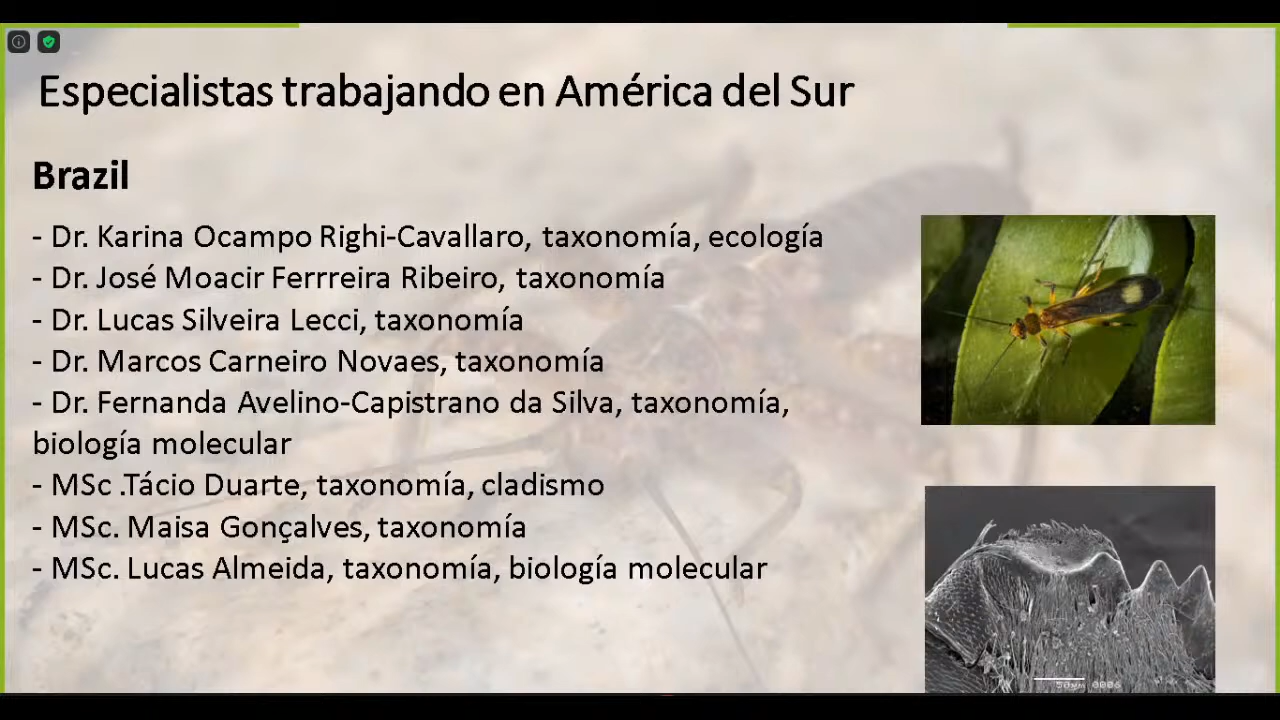 Especialistas trabajando en América del Sur
Brazil
- Dr. Karina Ocampo Righi-Cavallaro, taxonomía, ecología
- Dr. José Moacir Ferrreira Ribeiro, taxonomía
- Dr. Lucas Silveira Lecci, taxonomía
- Dr. Marcos Carneiro Novaes, taxonomía
- Dr. Fernanda Avelino-Capistrano da Silva, taxonomía,
biología molecular
- MSc .Tácio Duarte, taxonomía, cladismo
- MSc. Maisa Gonçalves, taxonomía
- MSc. Lucas Almeida, taxonomía, biología molecular
50µm 0006